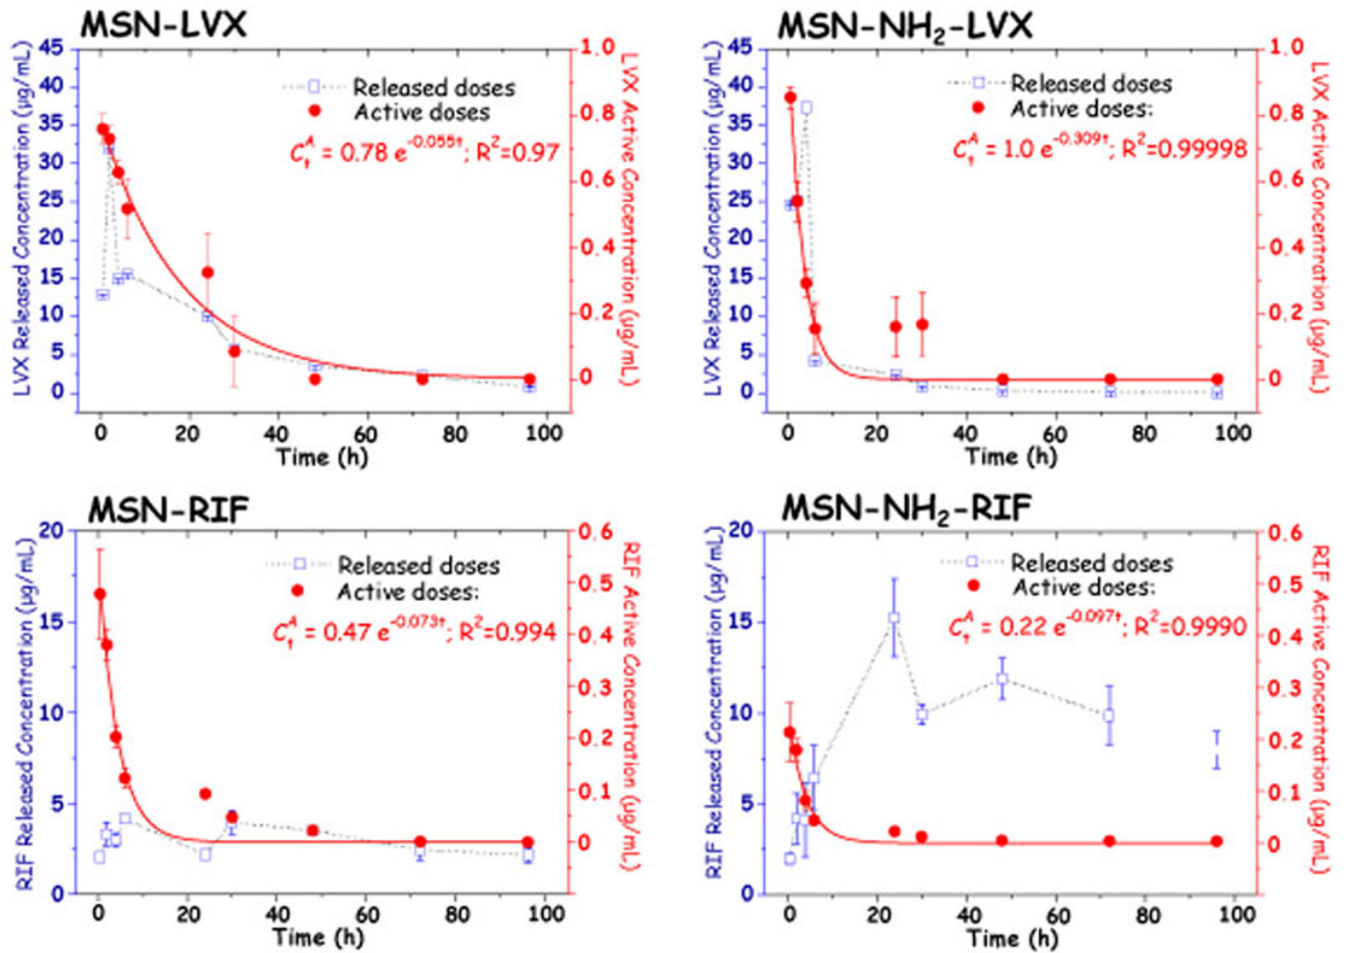 MSN-LVX
LVX Released Concentration (µg/mL)
45
40
35
30
25
20
15
10
5
0
Released doses
Active doses
C_t^A = 0.78 e^-0.055t; R²=0.97
1.0
0.8
0.6
0.4
0.2
0
LVX Active Concentration (µg/mL)
0 20 40 60 80 100
Time (h)
MSN-NH₂-LVX
LVX Released Concentration (µg/mL)
45
40
35
30
25
20
15
10
5
0
Released doses
Active doses:
C_t^A = 1.0 e^-0.309t; R²=0.99998
1.0
0.8
0.6
0.4
0.2
0
LVX Active Concentration (µg/mL)
0 20 40 60 80 100
Time (h)
MSN-RIF
RIF Released Concentration (µg/mL)
20
15
10
5
0
Released doses
Active doses:
C_t^A = 0.47 e^-0.073t; R²=0.994
0.6
0.5
0.4
0.3
0.2
0.1
0
RIF Active Concentration (µg/mL)
0 20 40 60 80 100
Time (h)
MSN-NH₂-RIF
RIF Released Concentration (µg/mL)
20
15
10
5
0
Released doses
Active doses:
C_t^A = 0.22 e^-0.097t; R²=0.9990
0.6
0.5
0.4
0.3
0.2
0.1
0
RIF Active Concentration (µg/mL)
0 20 40 60 80 100
Time (h)